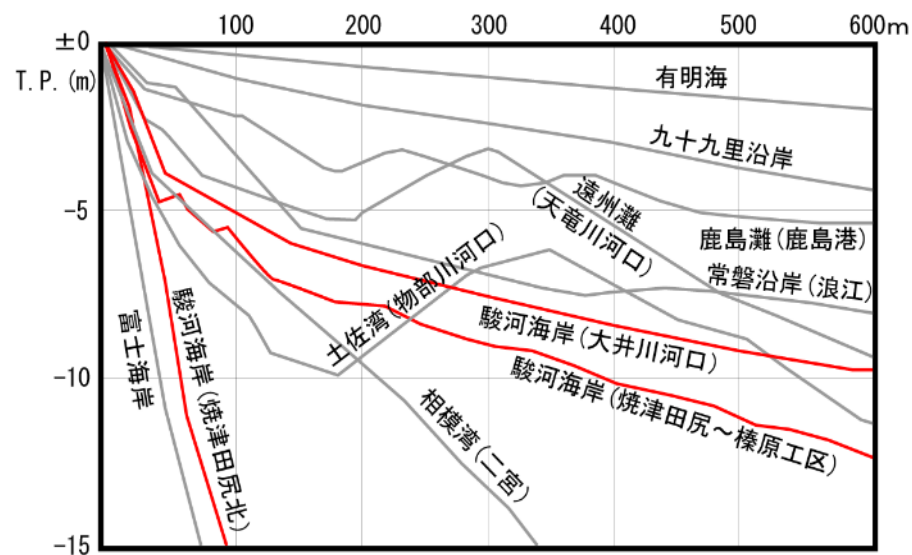 ±0 100 200 300 400 500 600m
T.P.(m)
有明海
九十九里沿岸
遠州灘
(天竜川河口)
鹿島灘(鹿島港)
常磐沿岸(浪江)
-5
土佐湾(物部川河口)
駿河海岸(大井川河口)
駿河海岸(焼津田尻～榛原工区)
駿河海岸(焼津田尻北)
富士海岸
-10
相模湾(二宮)
-15